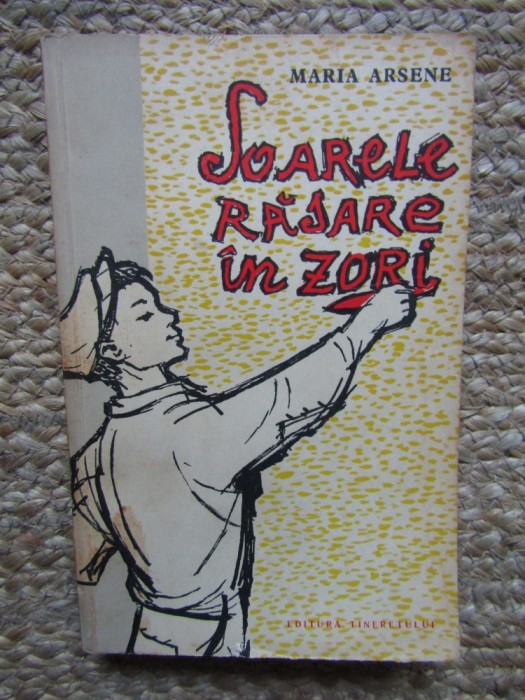 MARIA ARSENE
SOARELE
RĂSARE
în ZORi
EDITURA TINERETULUI